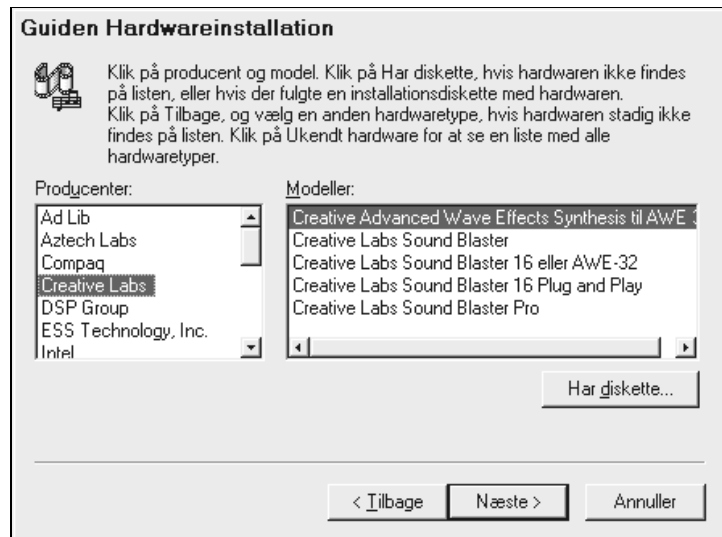 Guiden Hardwareinstallation
Klik på producent og model. Klik på Har diskette, hvis hardwaren ikke findes
på listen, eller hvis der fulgte en installationsdiskette med hardwaren.
Klik på Tilbage, og vælg en anden hardwaretype, hvis hardwaren stadig ikke
findes på listen. Klik på Ukendt hardware for at se en liste med alle
hardwaretyper.
Producenter:
Ad Lib
Aztech Labs
Compaq
Creative Labs
DSP Group
ESS Technology, Inc.
Intel
Modeller:
Creative Advanced Wave Effects Synthesis til AWE 3
Creative Labs Sound Blaster
Creative Labs Sound Blaster 16 eller AWE-32
Creative Labs Sound Blaster 16 Plug and Play
Creative Labs Sound Blaster Pro
Har diskette...
< Tilbage
Næste >
Annuller